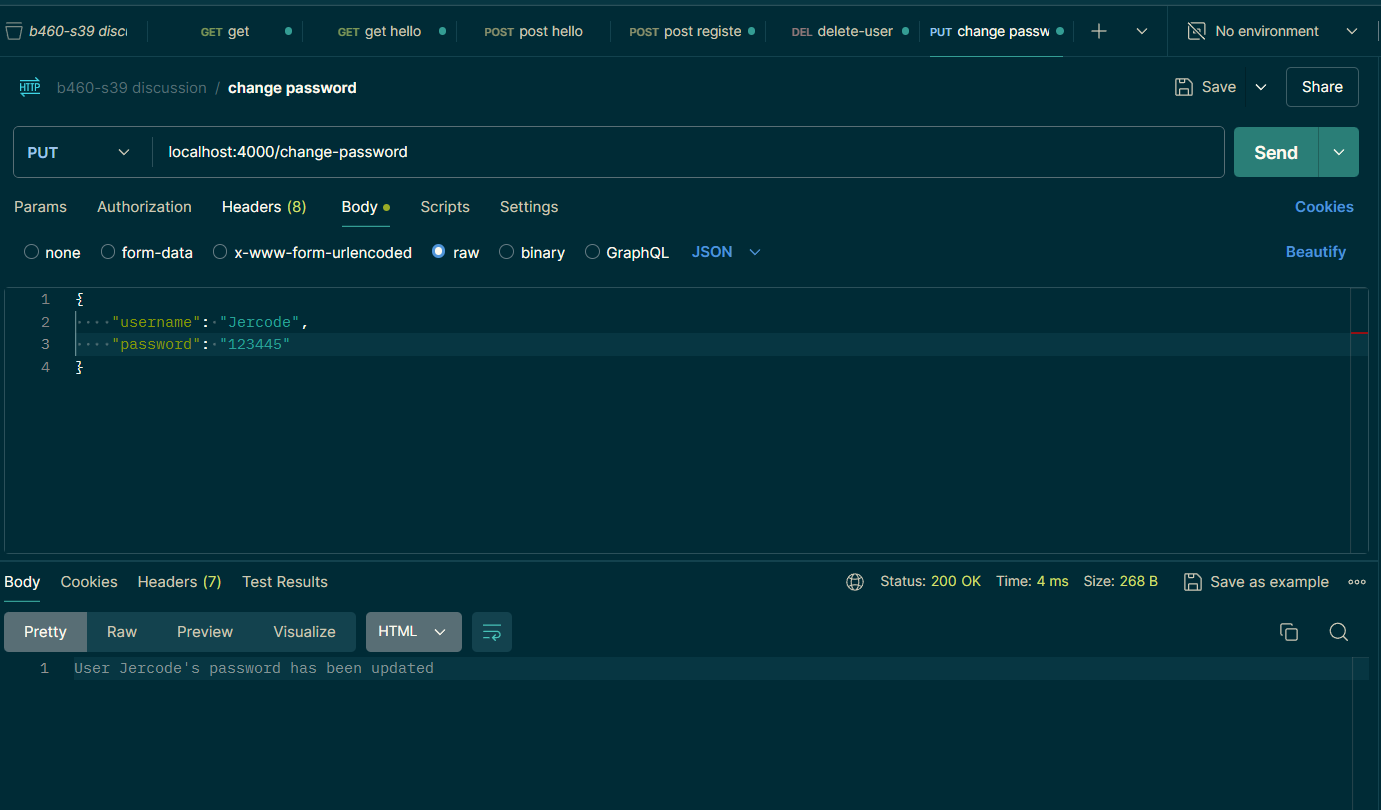 b460-s39 disc
GET get
GET get hello
POST post hello
POST post registe
DEL delete-user
PUT change passw
No environment
HTTP b460-s39 discussion / change password
Save
Share
PUT
localhost:4000/change-password
Send
Params
Authorization
Headers (8)
Body
Scripts
Settings
Cookies
none
form-data
x-www-form-urlencoded
raw
binary
GraphQL
JSON
Beautify
1 {
2 "username": "Jercode",
3 "password": "123445"
4 }
Body
Cookies
Headers (7)
Test Results
Status: 200 OK
Time: 4 ms
Size: 268 B
Save as example
Pretty
Raw
Preview
Visualize
HTML
1 User Jercode's password has been updated